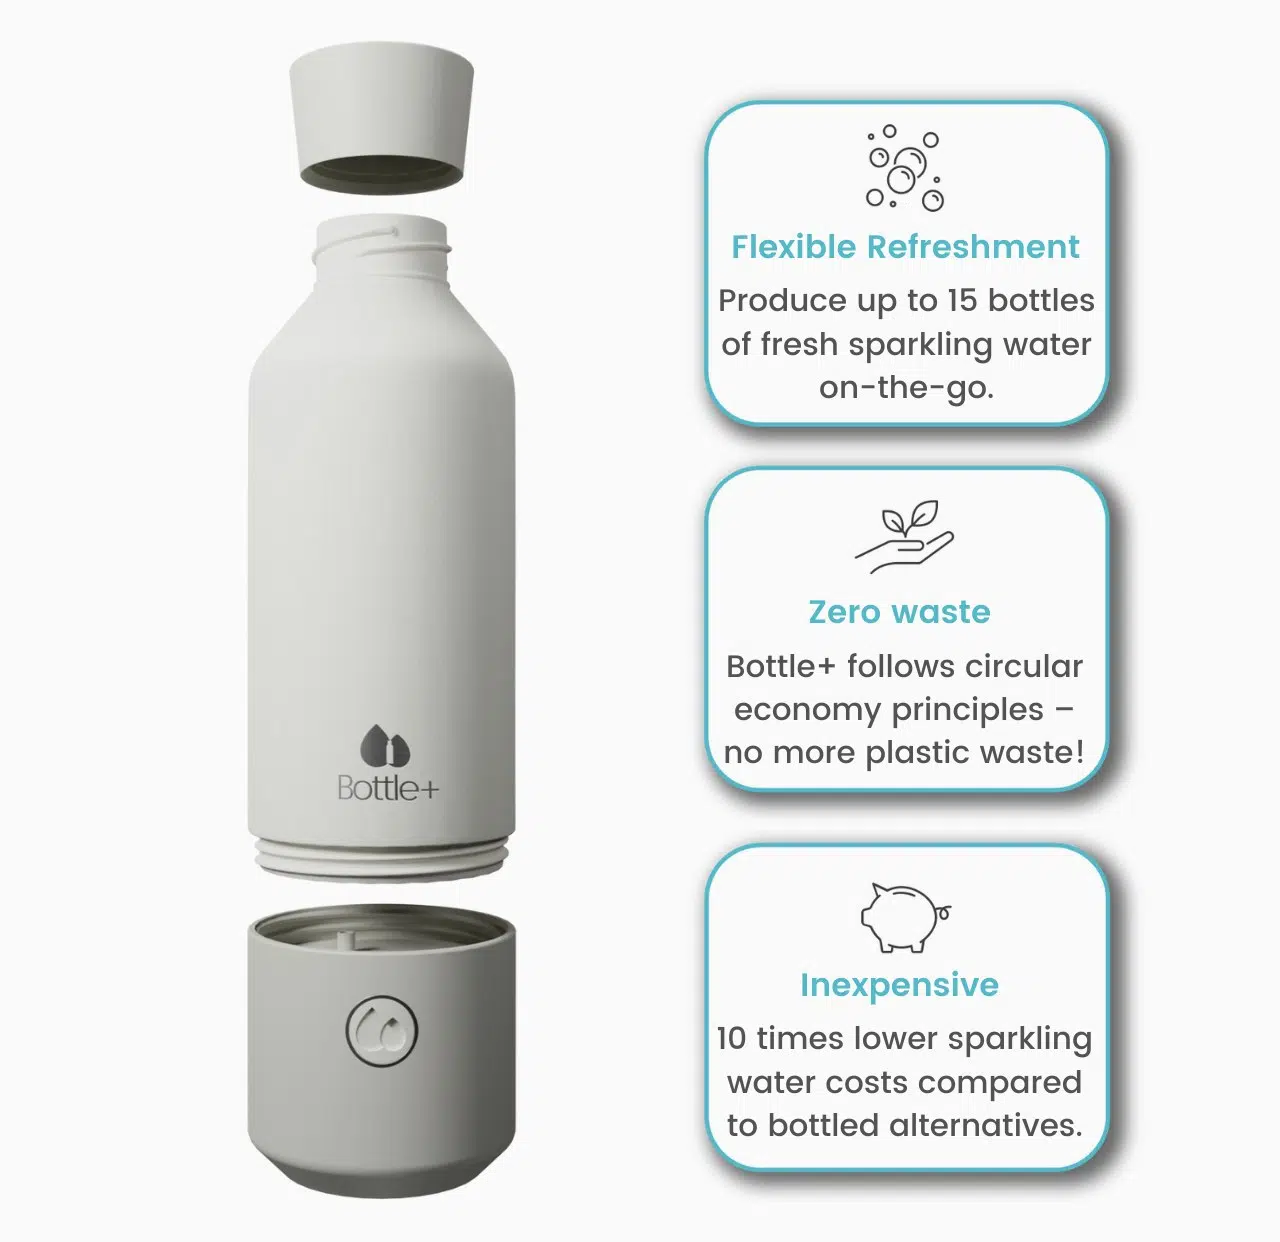 Flexible Refreshment
Produce up to 15 bottles
of fresh sparkling water
on-the-go.
Zero waste
Bottle+ follows circular
economy principles –
no more plastic waste!
Bottle+
Inexpensive
10 times lower sparkling
water costs compared
to bottled alternatives.